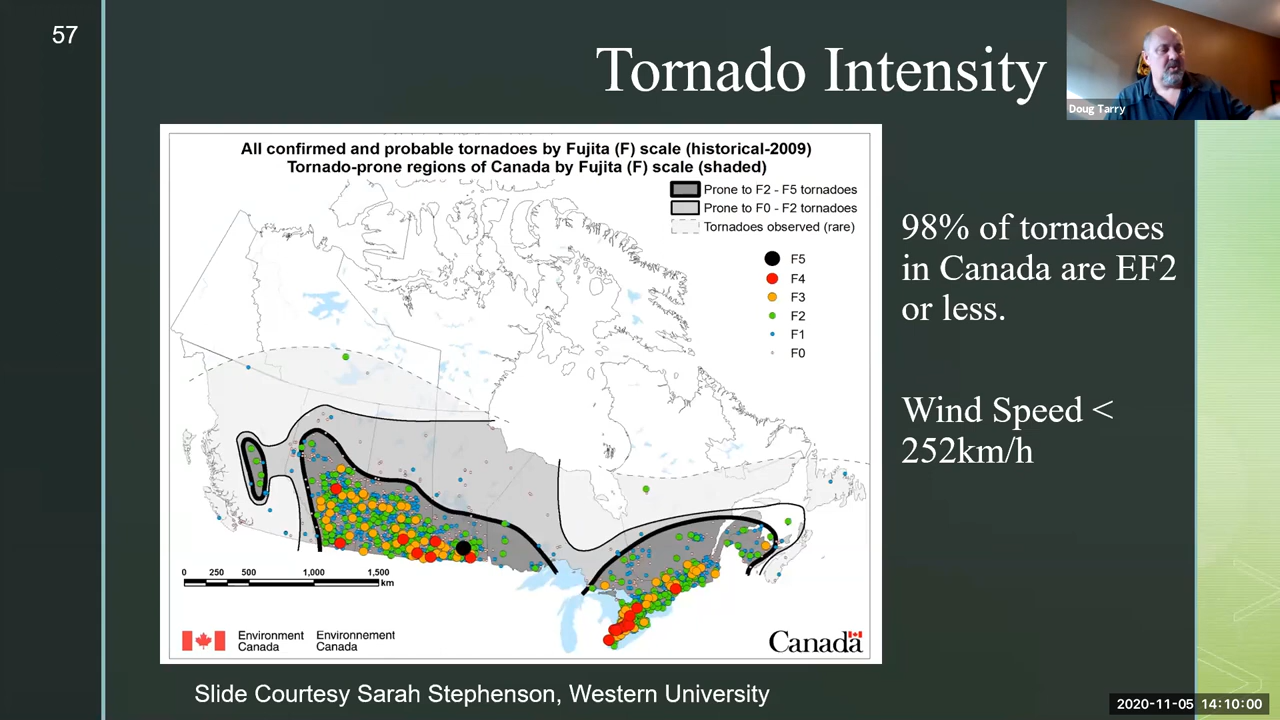 57
Tornado Intensity
Doug Tarry
All confirmed and probable tornadoes by Fujita (F) scale (historical-2009)
Tornado-prone regions of Canada by Fujita (F) scale (shaded)
Prone to F2 - F5 tornadoes
Prone to F0 - F2 tornadoes
Tornadoes observed (rare)
F5
F4
F3
F2
F1
F0
98% of tornadoes
in Canada are EF2
or less.
Wind Speed <
252km/h
0 250 500 1,000 1,500
km
Environment Environnement
Canada Canada
Canada
Slide Courtesy Sarah Stephenson, Western University
2020-11-05 14:10:00